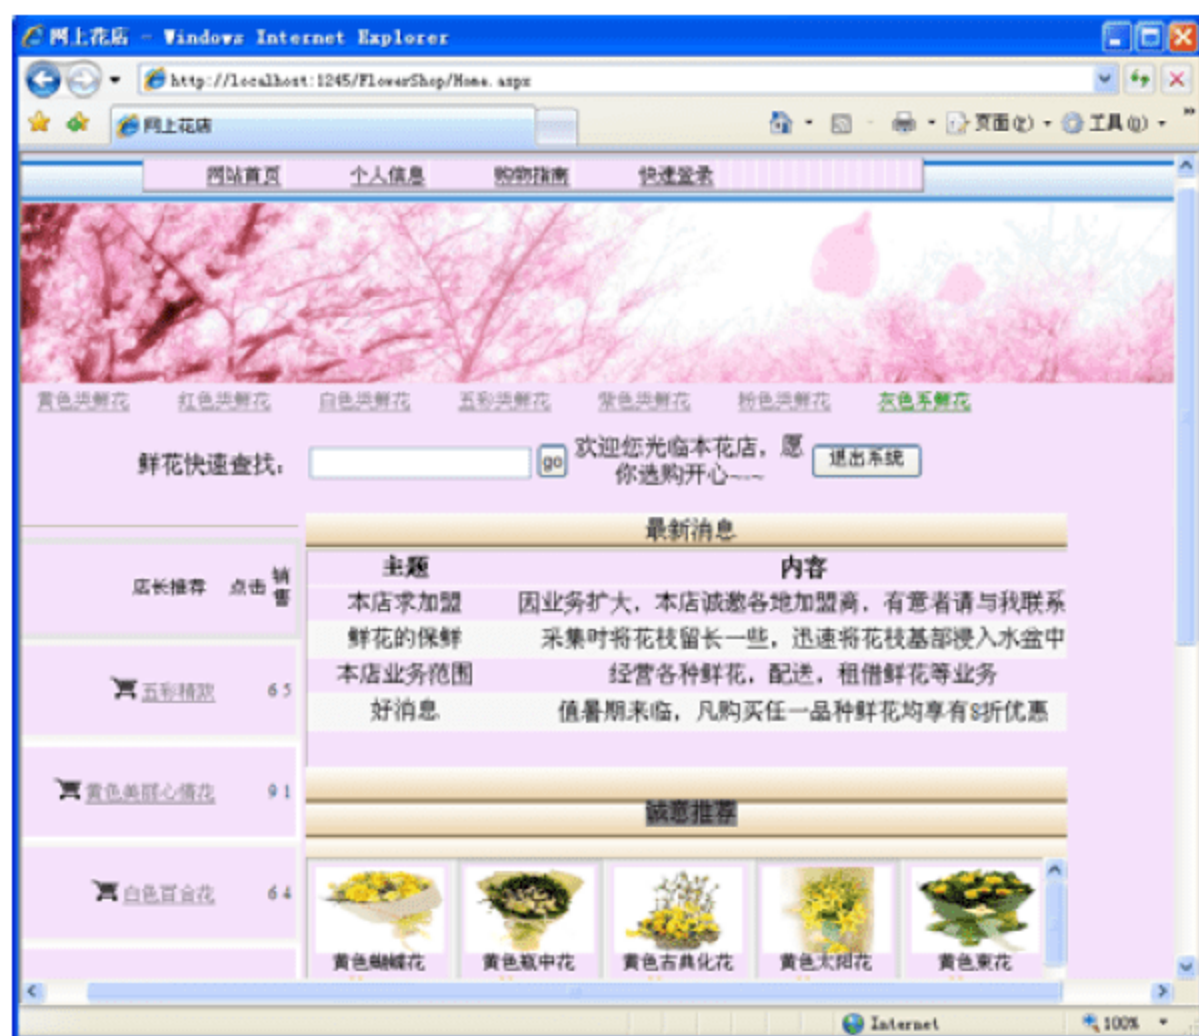 网上花店 - Windows Internet Explorer
http://localhost:1245/FlowerShop/Home.aspx
网上花店
页面(P) 工具(O)
网站首页 个人信息 购物指南 快速登录
黄色类鲜花 红色类鲜花 白色类鲜花 五彩类鲜花 紫色类鲜花 粉色类鲜花 灰色系鲜花
鲜花快速查找: go 欢迎您光临本花店,愿
你选购开心~-~ 退出系统
最新消息
店长推荐 点击 销售
主题 内容
本店求加盟 因业务扩大,本店诚邀各地加盟商,有意者请与我联系
鲜花的保鲜 采集时将花枝留长一些,迅速将花枝基部浸入水盆中
本店业务范围 经营各种鲜花,配送,租借鲜花等业务
好消息 值暑期来临,凡购买任一品种鲜花均享有8折优惠
五彩 6 5
黄色美丽心情花 9 1
白色百合花 6 4
诚意推荐
黄色蝴蝶花 黄色瓶中花 黄色古典化花 黄色太阳花 黄色束花
Internet 100%